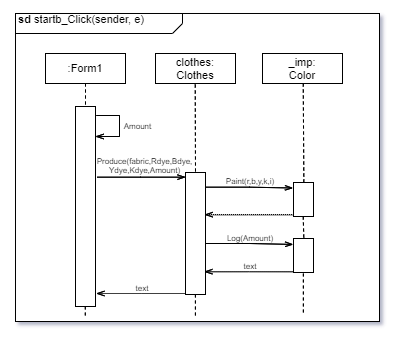 sd startb_Click(sender, e)
:Form1
clothes:
Clothes
_imp:
Color
Amount
Produce(fabric,Rdye,Bdye,
Ydye,Kdye,Amount)
Paint(r,b,y,k,i)
Log(Amount)
text
text